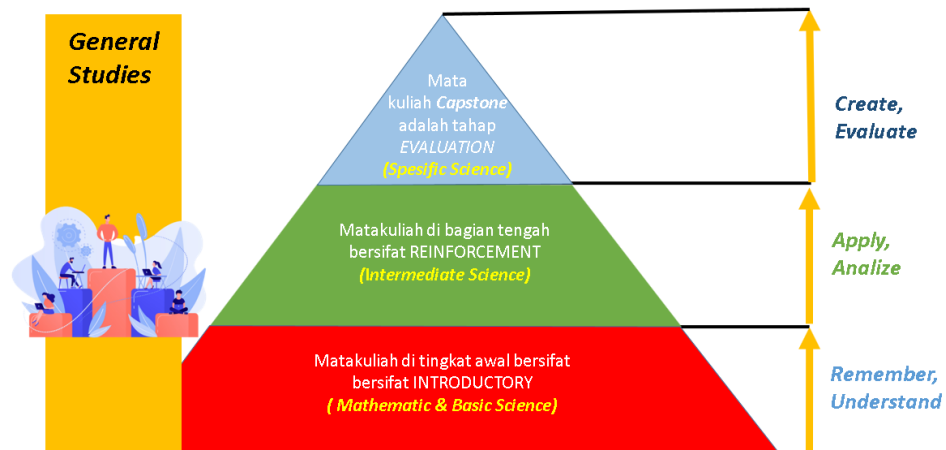 General
Studies
Mata
kuliah Capstone
adalah tahap
EVALUATION
(Spesific Science)
Create,
Evaluate
Matakuliah di bagian tengah
bersifat REINFORCEMENT
(Intermediate Science)
Apply,
Analize
Matakuliah di tingkat awal bersifat
bersifat INTRODUCTORY
( Mathematic & Basic Science)
Remember,
Understand